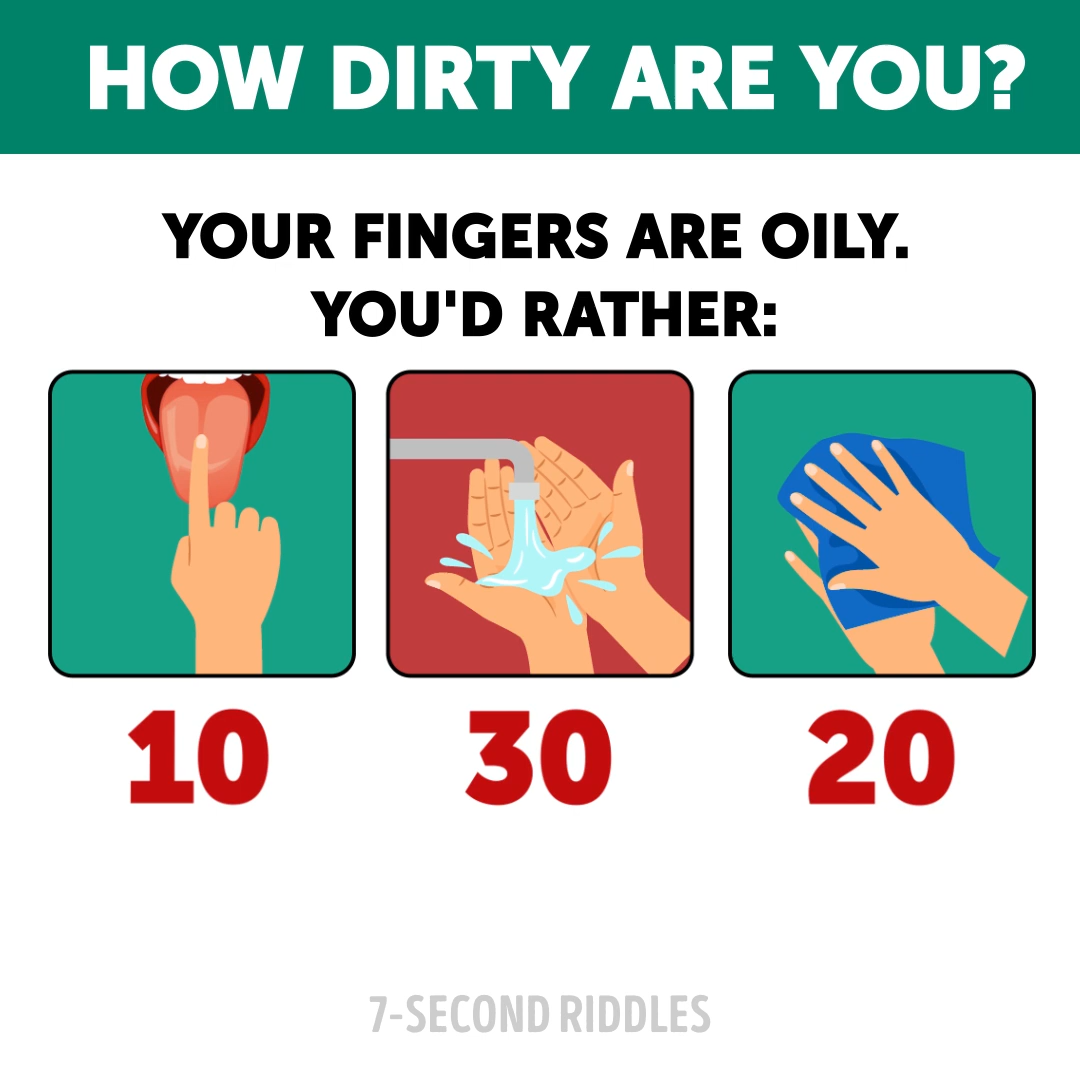 HOW DIRTY ARE YOU?
YOUR FINGERS ARE OILY.
YOU'D RATHER:
10
30
20
7-SECOND RIDDLES